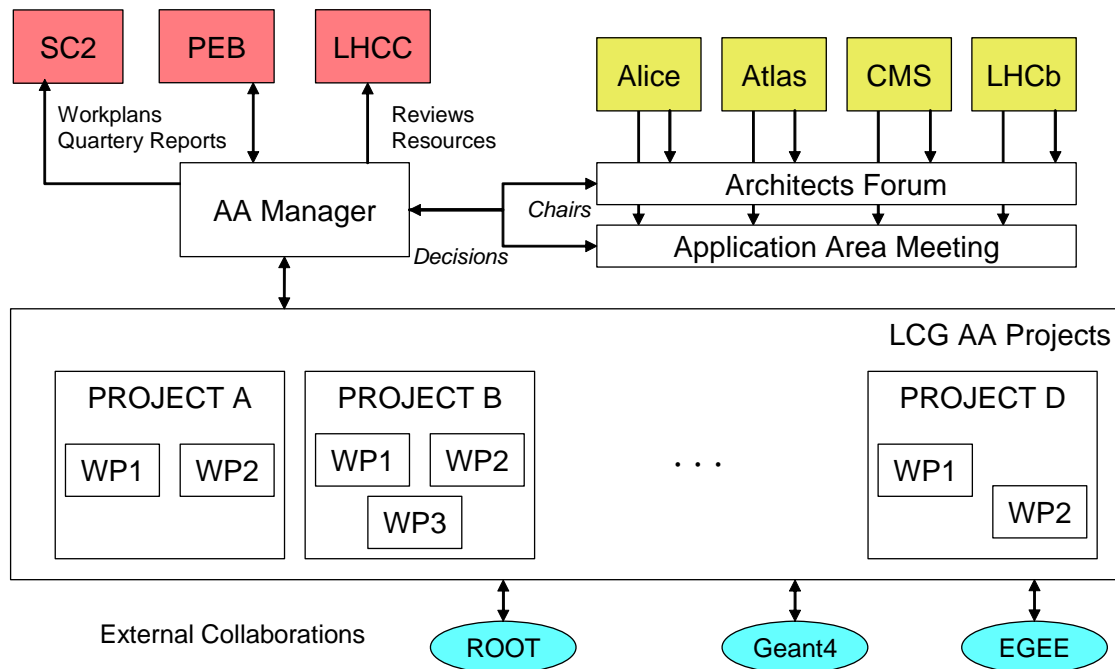 SC2
PEB
LHCC
Alice
Atlas
CMS
LHCb
Workplans
Quartery Reports
Reviews
Resources
AA Manager
Chairs
Decisions
Architects Forum
Application Area Meeting
LCG AA Projects
PROJECT A
WP1
WP2
PROJECT B
WP1
WP2
WP3
. . .
PROJECT D
WP1
WP2
External Collaborations
ROOT
Geant4
EGEE